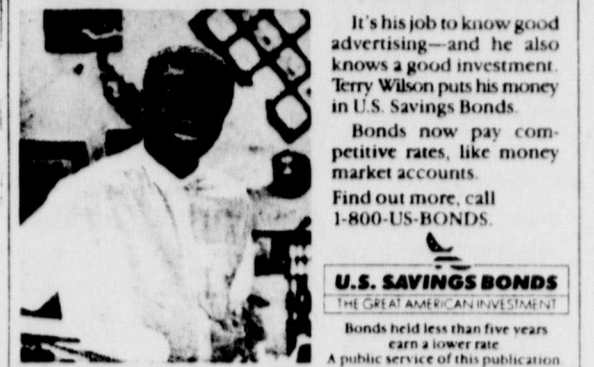 It's his job to know good
advertising—and he also
knows a good investment.
Terry Wilson puts his money
in U.S. Savings Bonds.
Bonds now pay com-
petitive rates, like money
market accounts.
Find out more, call
1-800-US-BONDS.
U.S. SAVINGS BONDS
THE GREAT AMERICAN INVESTMENT
Bonds held less than five years
earn a lower rate
A public service of this publication